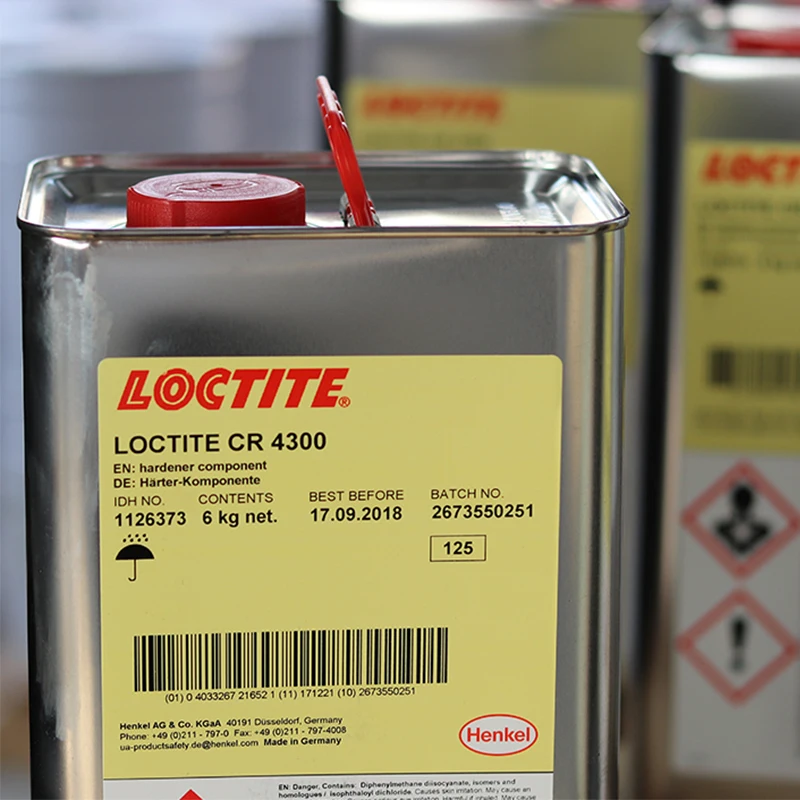 LOCTITE®
LOCTITE CR 4300
EN: hardener component
DE: Härter-Komponente
IDH NO. CONTENTS BEST BEFORE BATCH NO.
1126373 6 kg net. 17.09.2018 2673550251
125
(01) 0 4033267 21652 1 (11) 171221 (10) 2673550251
Henkel AG & Co. KGaA 40191 Düsseldorf, Germany
Phone: +49 (0)211 - 797-0 Fax: +49 (0)211 - 797-4008
ua-productsafety.de@henkel.com Made in Germany
Henkel
EN: Danger, Contains: Diphenylmethane diisocyanate, isomers and
homologues / isophthaloyl dichloride. Causes skin irritation. May cause an
LOCTITE
LOCT